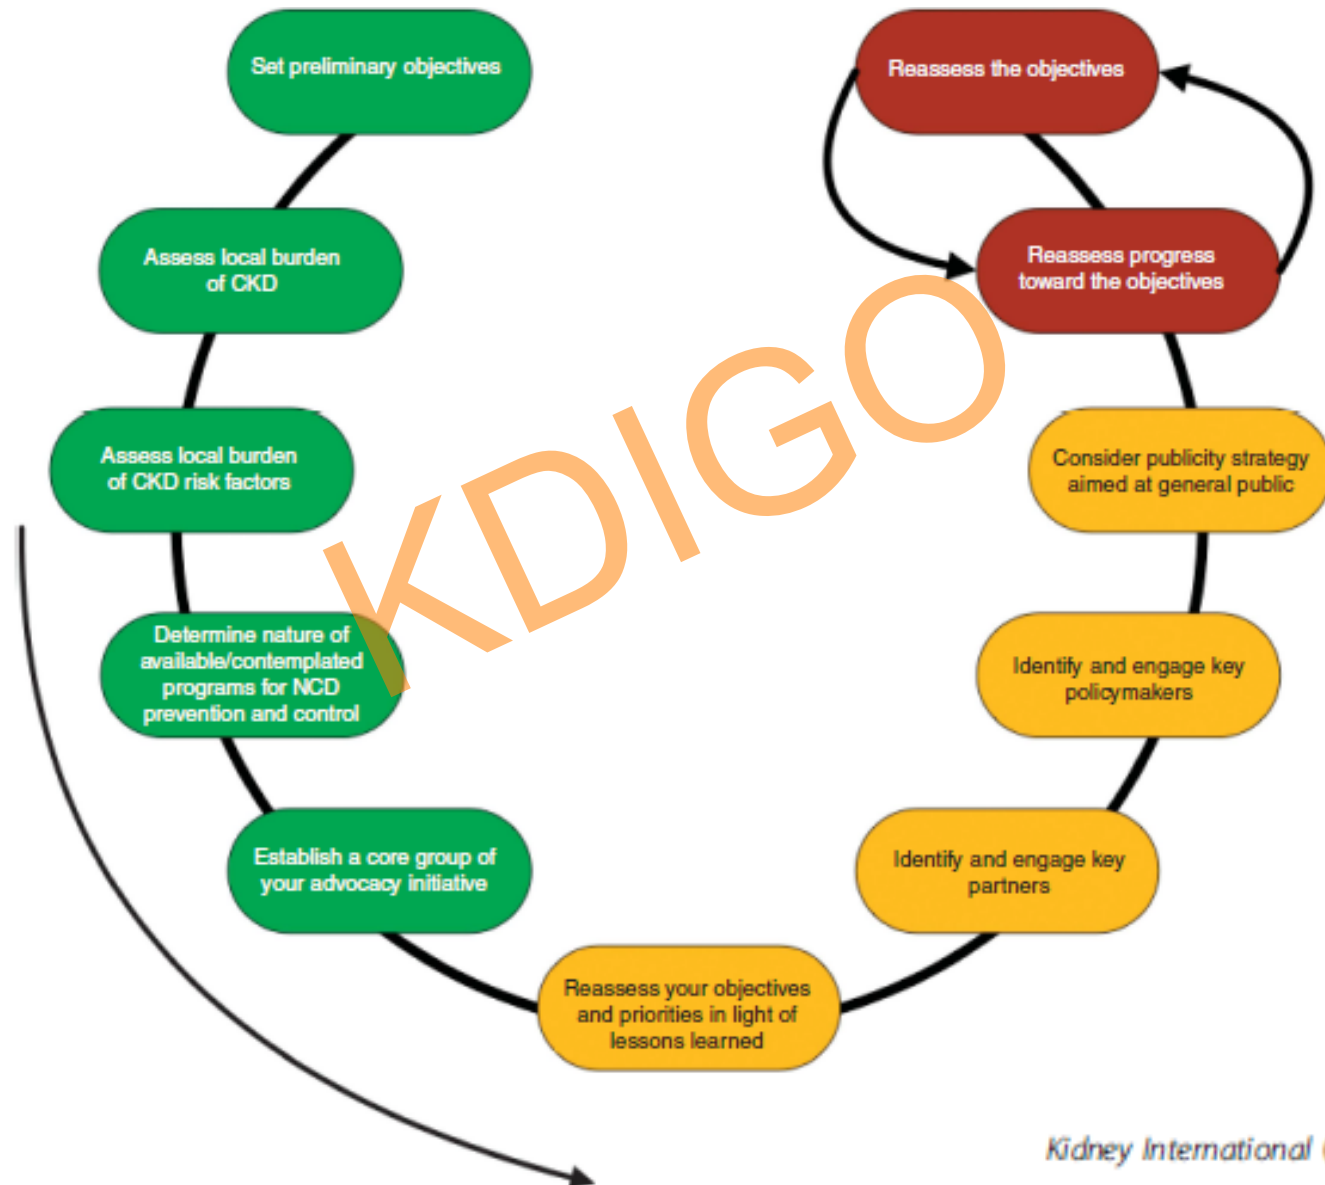 Set preliminary objectives
Assess local burden
of CKD
Assess local burden
of CKD risk factors
Determine nature of
available/contemplated
programs for NCD
prevention and control
Establish a core group of
your advocacy initiative
Reassess your objectives
and priorities in light of
lessons learned
Identify and engage key
partners
Identify and engage key
policymakers
Consider publicity strategy
aimed at general public
Reassess progress
toward the objectives
Reassess the objectives
KDIGO
Kidney International